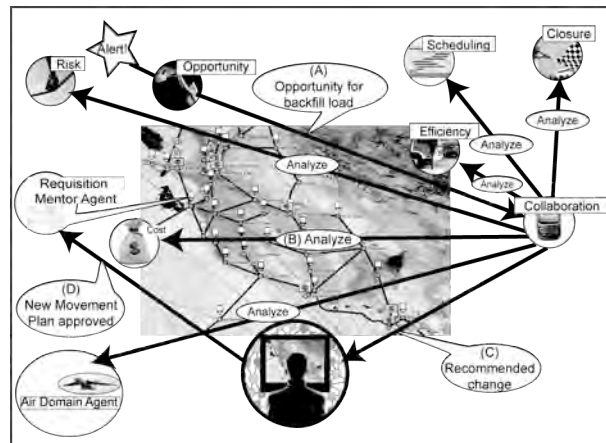 Alert!
Risk
Opportunity
(A)
Opportunity for
backfill load
Scheduling
Closure
Efficiency
Analyze
Analyze
Analyze
Analyze
Collaboration
Requisition
Mentor Agent
Cost
$
(B) Analyze
(D)
New Movement
Plan approved
Analyze
(C)
Recommended
change
Air Domain Agent